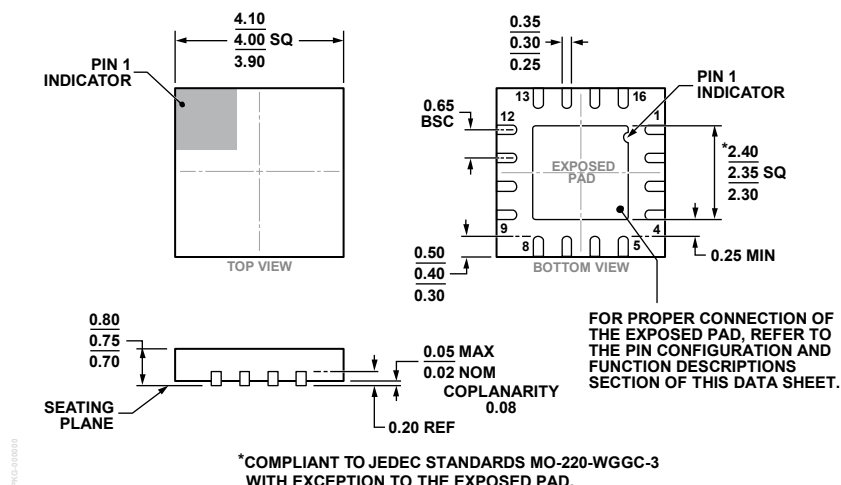 4.10
4.00 SQ
3.90
PIN 1
INDICATOR
TOP VIEW
0.35
0.30
0.25
0.65
BSC
PIN 1
INDICATOR
13
16
12
1
EXPOSED
PAD
*2.40
2.35 SQ
2.30
9
8
5
4
0.25 MIN
BOTTOM VIEW
0.50
0.40
0.30
FOR PROPER CONNECTION OF
THE EXPOSED PAD, REFER TO
THE PIN CONFIGURATION AND
FUNCTION DESCRIPTIONS
SECTION OF THIS DATA SHEET.
0.80
0.75
0.70
0.05 MAX
0.02 NOM
COPLANARITY
0.08
SEATING
PLANE
0.20 REF
*COMPLIANT TO JEDEC STANDARDS MO-220-WGGC-3
WITH EXCEPTION TO THE EXPOSED PAD.